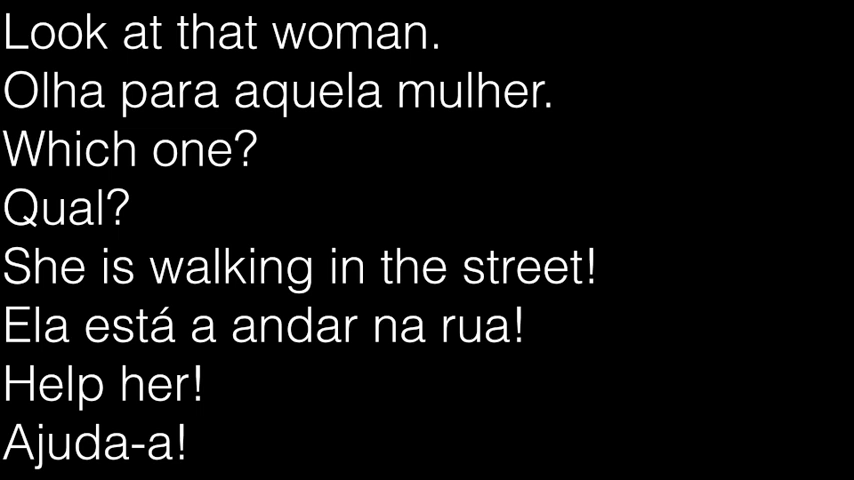 Look at that woman.
Olha para aquela mulher.
Which one?
Qual?
She is walking in the street!
Ela está a andar na rua!
Help her!
Ajuda-a!